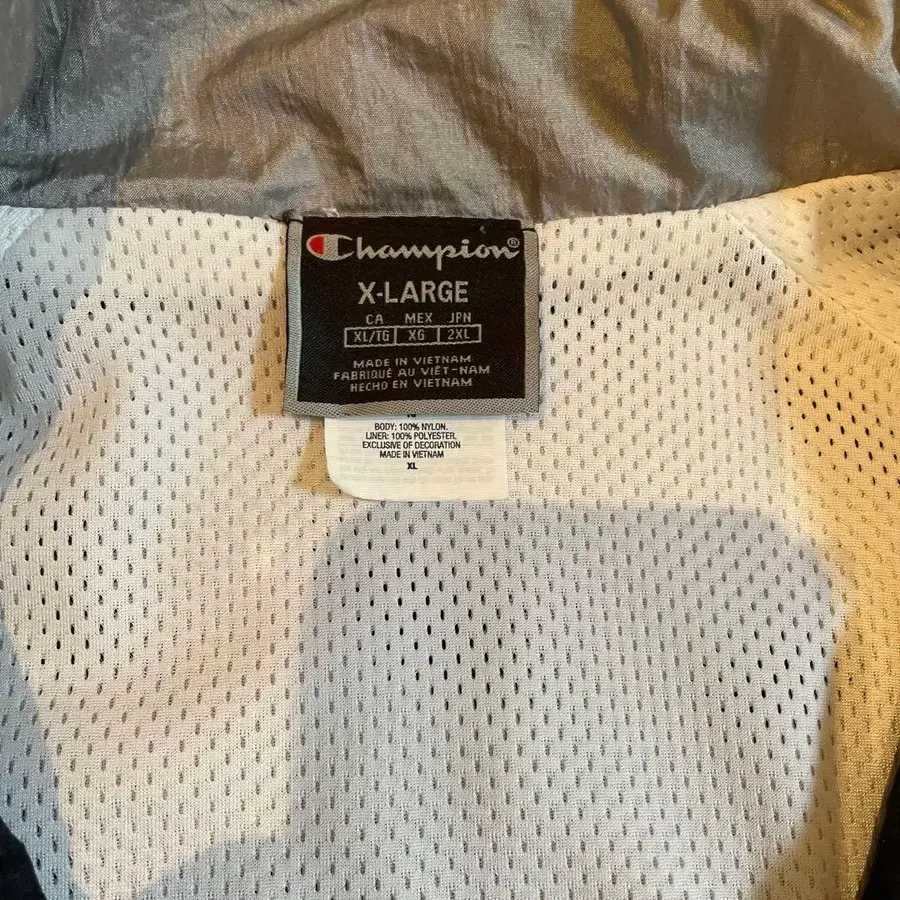 Champion®
X-LARGE
CA MEX JPN
XL/TG XG 2XL
MADE IN VIETNAM
FABRIQUÉ AU VIÊT-NAM
HECHO EN VIETNAM
BODY: 100% NYLON.
LINER: 100% POLYESTER.
EXCLUSIVE OF DECORATION
MADE IN VIETNAM
XL